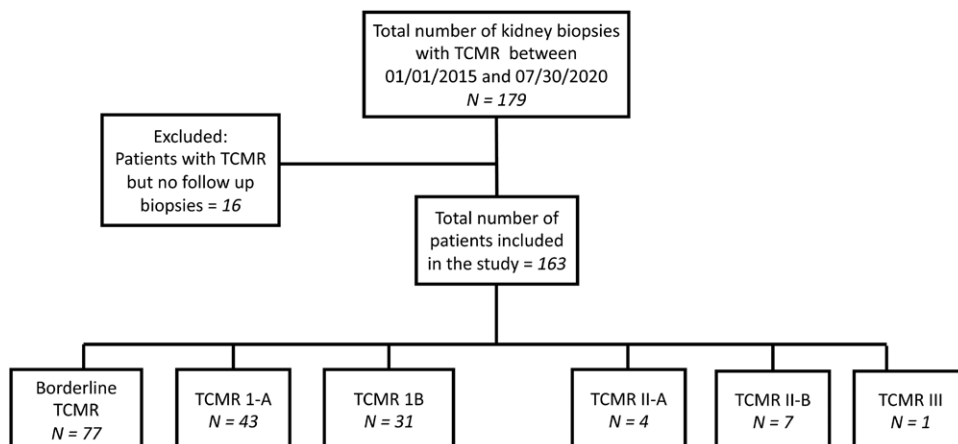 Total number of kidney biopsies
with TCMR between
01/01/2015 and 07/30/2020
N = 179
Excluded:
Patients with TCMR
but no follow up
biopsies = 16
Total number of
patients included
in the study = 163
Borderline
TCMR
N = 77
TCMR 1-A
N = 43
TCMR 1B
N = 31
TCMR II-A
N = 4
TCMR II-B
N = 7
TCMR III
N = 1